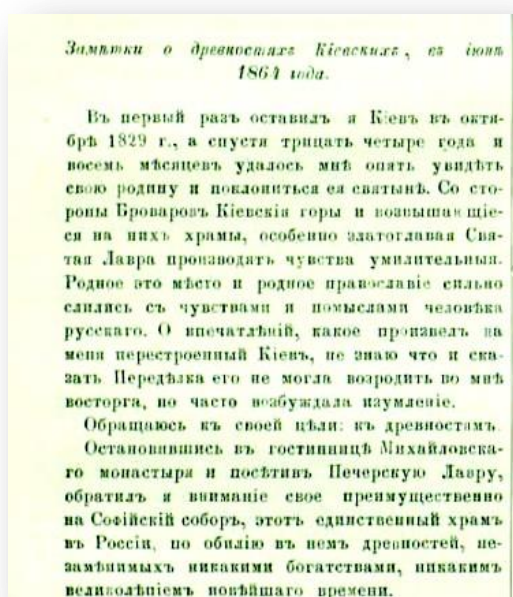 Замѣтки о древностяхъ Кіевскихъ, въ іюнѣ
1864 года.
Въ первый разъ оставилъ я Кіевъ въ октя-
брѣ 1829 г., а спустя трицать четыре года и
восемь мѣсяцевъ удалось мнѣ опять увидѣть
свою родину и поклониться ея святынѣ. Со сто-
роны Броваровъ Кіевскія горы и возвышающіе-
ся на нихъ храмы, особенно златоглавая Свя-
тая Лавра производятъ чувства умилительныя.
Родное это мѣсто и родное православіе сильно
слились съ чувствами и помыслами человѣка
русскаго. О впечатлѣній, какое произвелъ на
меня перестроенный Кіевъ, не знаю что и ска-
зать Передѣлка его не могла возродить во мнѣ
восторга, но часто возбуждала изумленіе.
Обращаюсь къ своей цѣли: къ древностямъ.
Остановившись въ гостинницѣ Михайловска-
го монастыря и посѣтивъ Печерскую Лавру,
обратилъ я вниманіе свое преимущественно
на Софійскій соборъ, этотъ единственный храмъ
въ Россіи, по обилію въ немъ древностей, не-
замѣнимыхъ никакими богатствами, никакимъ
великолѣпіемъ новѣйшаго времени.